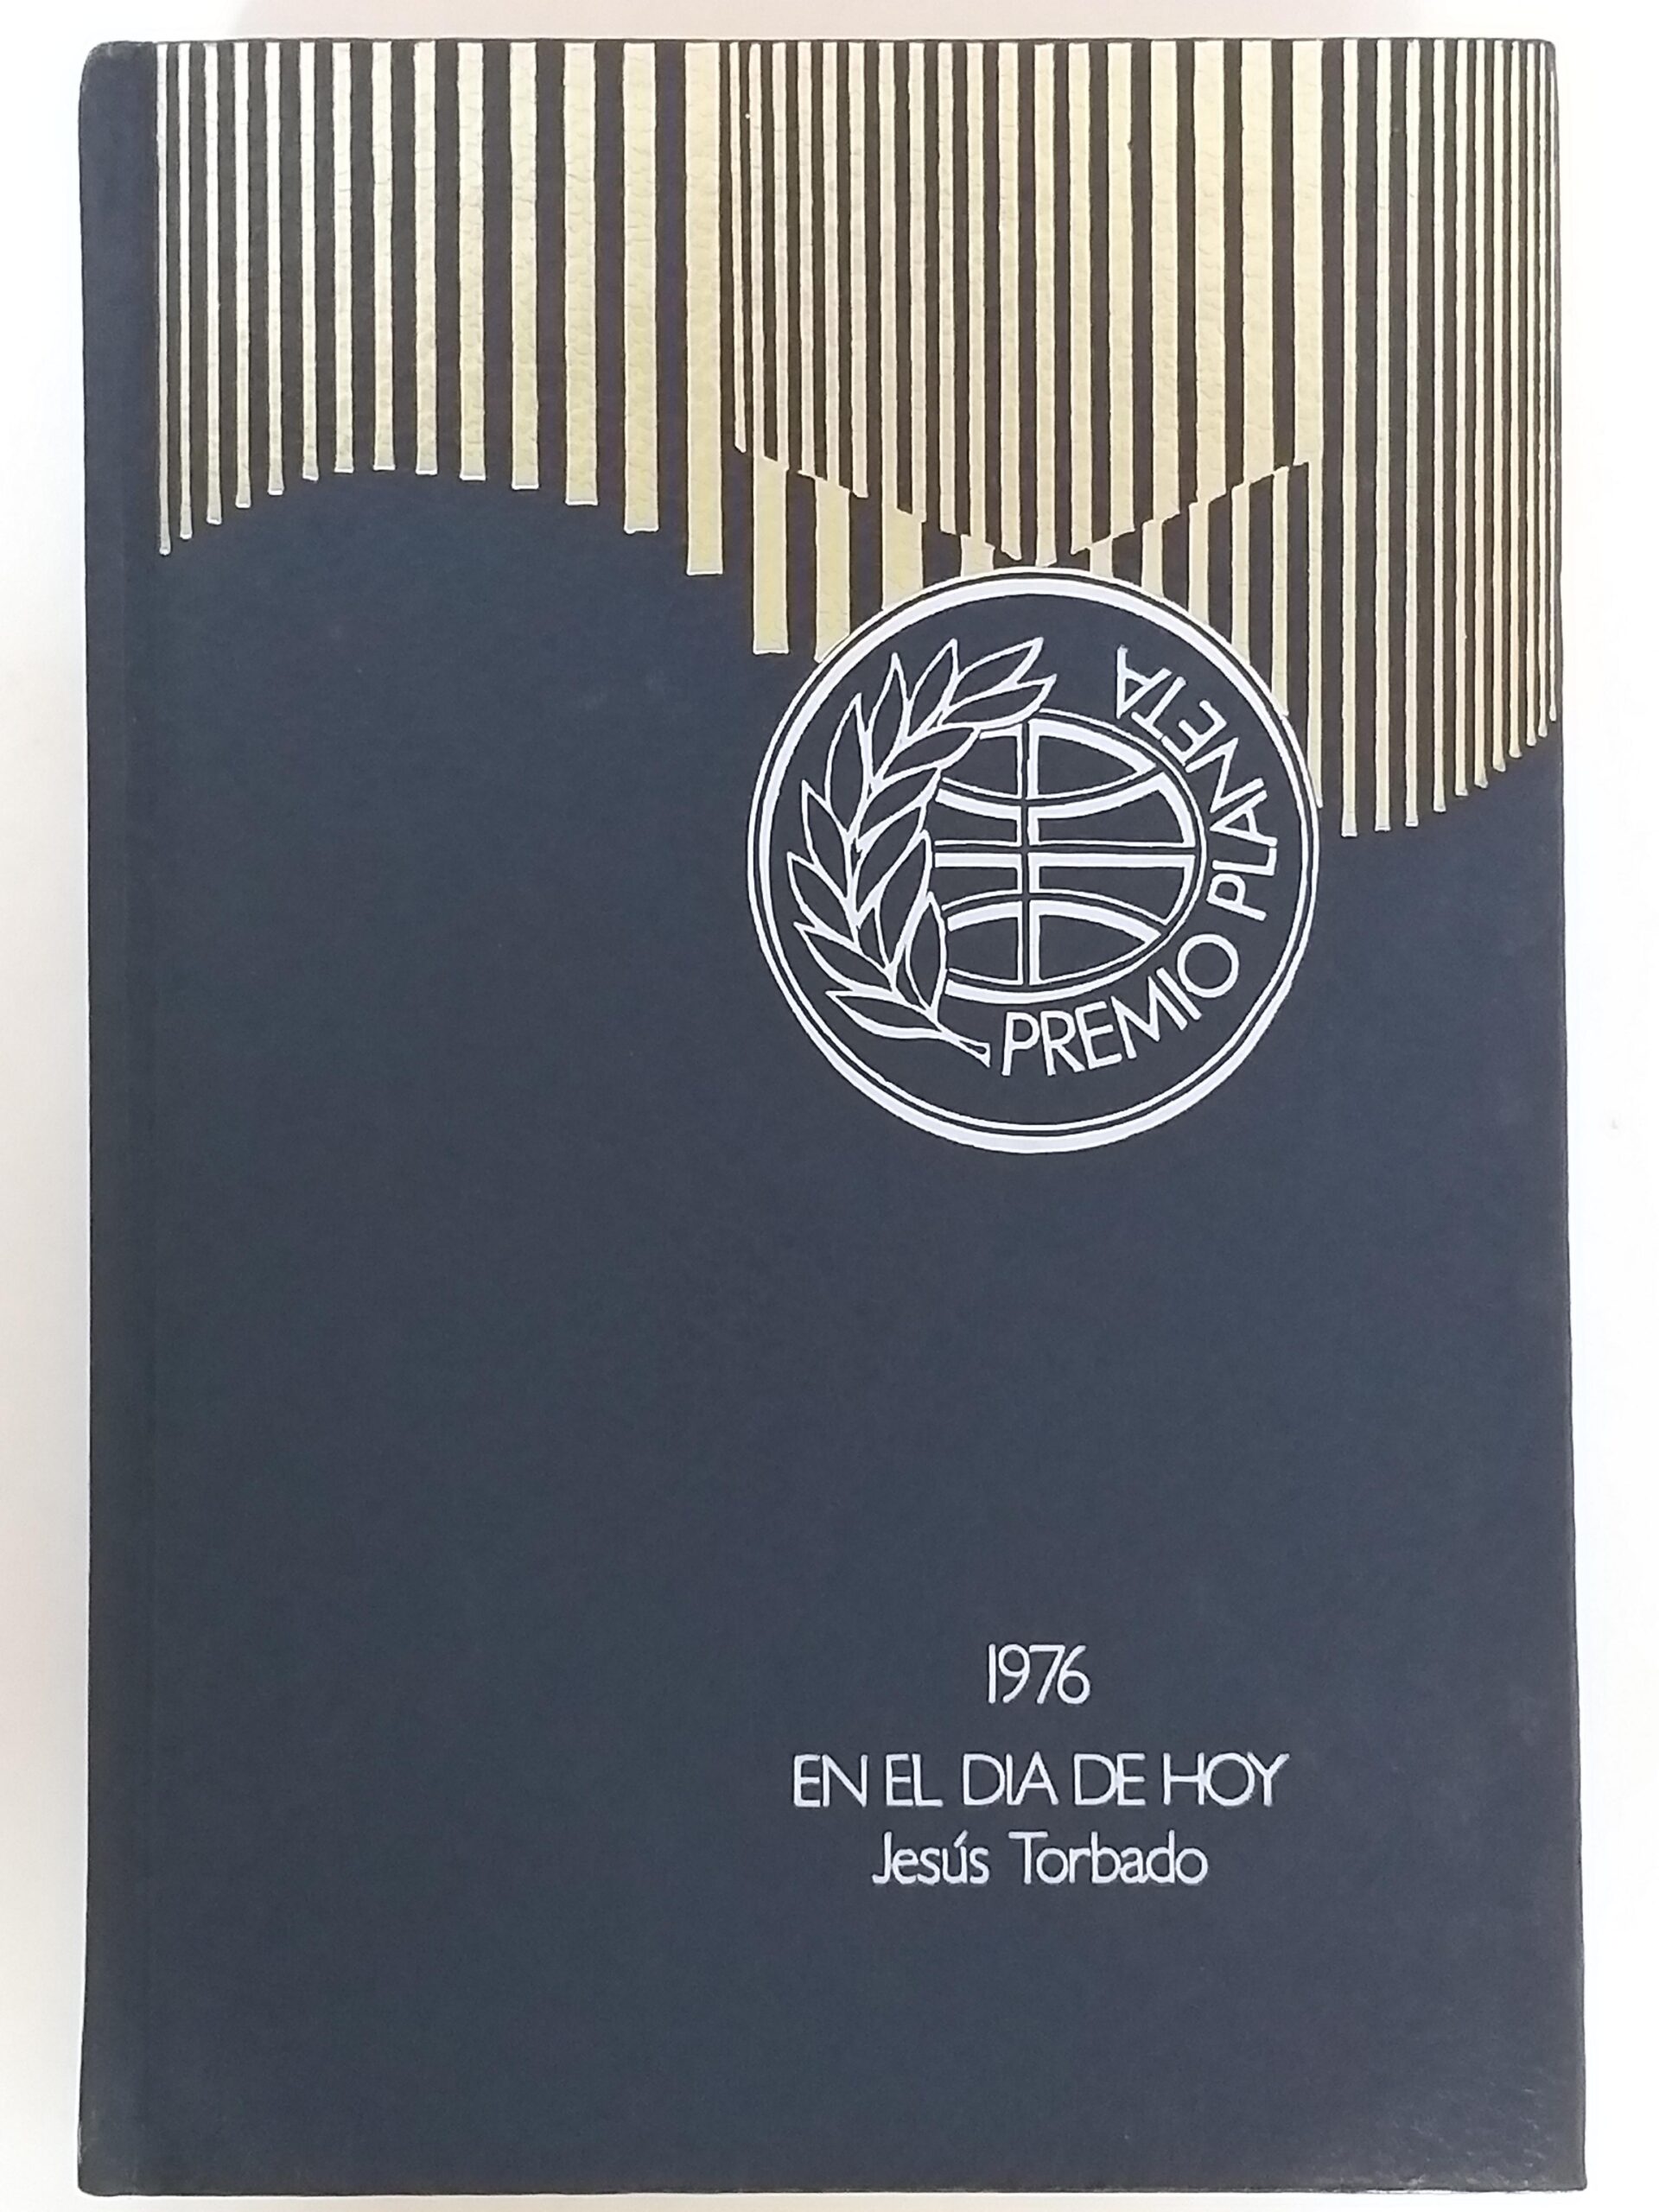 PREMIO PLANETA
1976
EN EL DIA DE HOY
Jesús Torbado